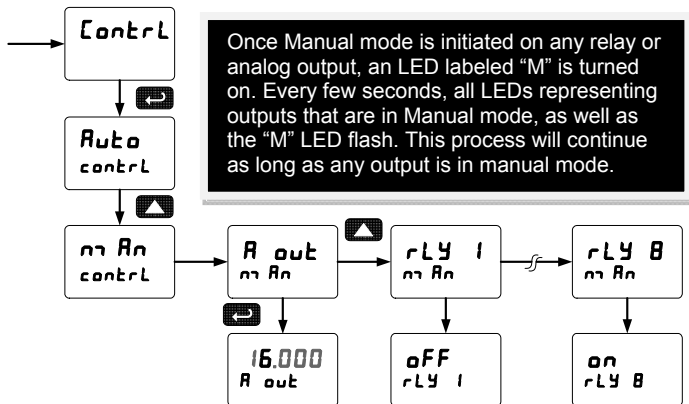 Contrl
Once Manual mode is initiated on any relay or
analog output, an LED labeled “M” is turned
on. Every few seconds, all LEDs representing
outputs that are in Manual mode, as well as
the “M” LED flash. This process will continue
as long as any output is in manual mode.
Auto
contrl
mAn
contrl
A out
mAn
rLY 1
mAn
rLY 8
mAn
16.000
A out
oFF
rLY 1
on
rLY 8